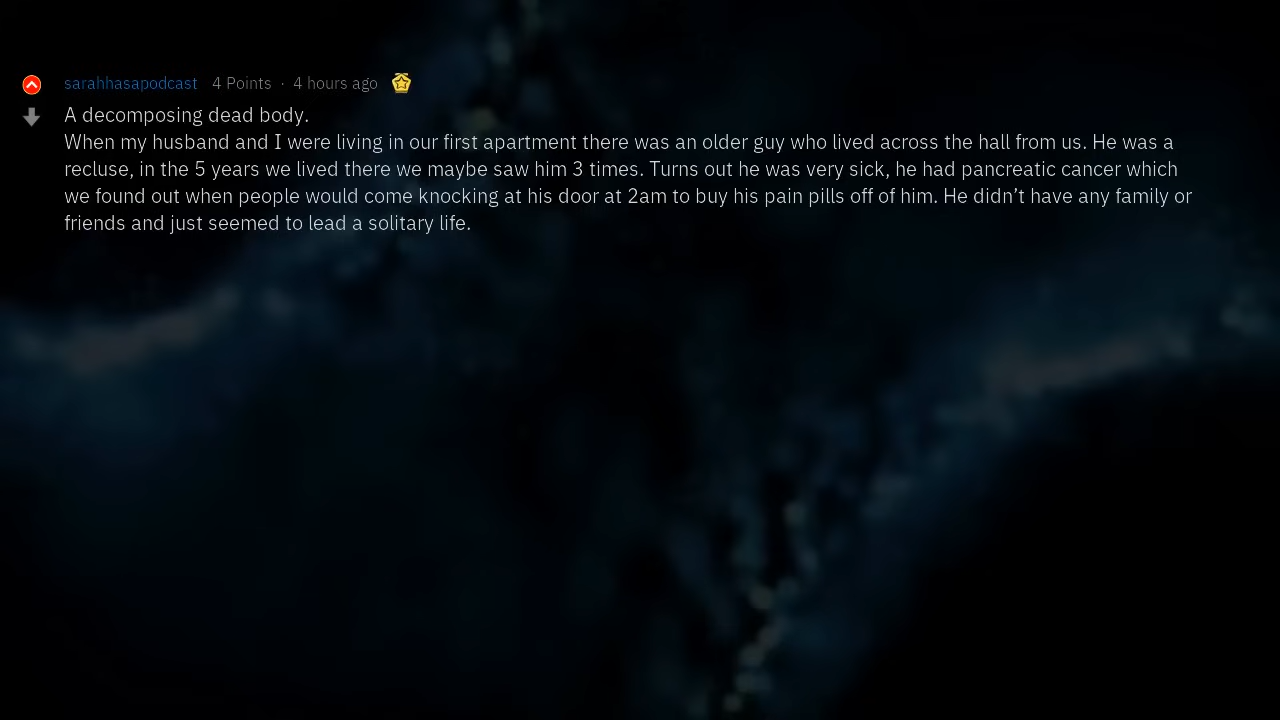 sarahhasapodcast 4 Points · 4 hours ago
A decomposing dead body.
When my husband and I were living in our first apartment there was an older guy who lived across the hall from us. He was a
recluse, in the 5 years we lived there we maybe saw him 3 times. Turns out he was very sick, he had pancreatic cancer which
we found out when people would come knocking at his door at 2am to buy his pain pills off of him. He didn’t have any family or
friends and just seemed to lead a solitary life.